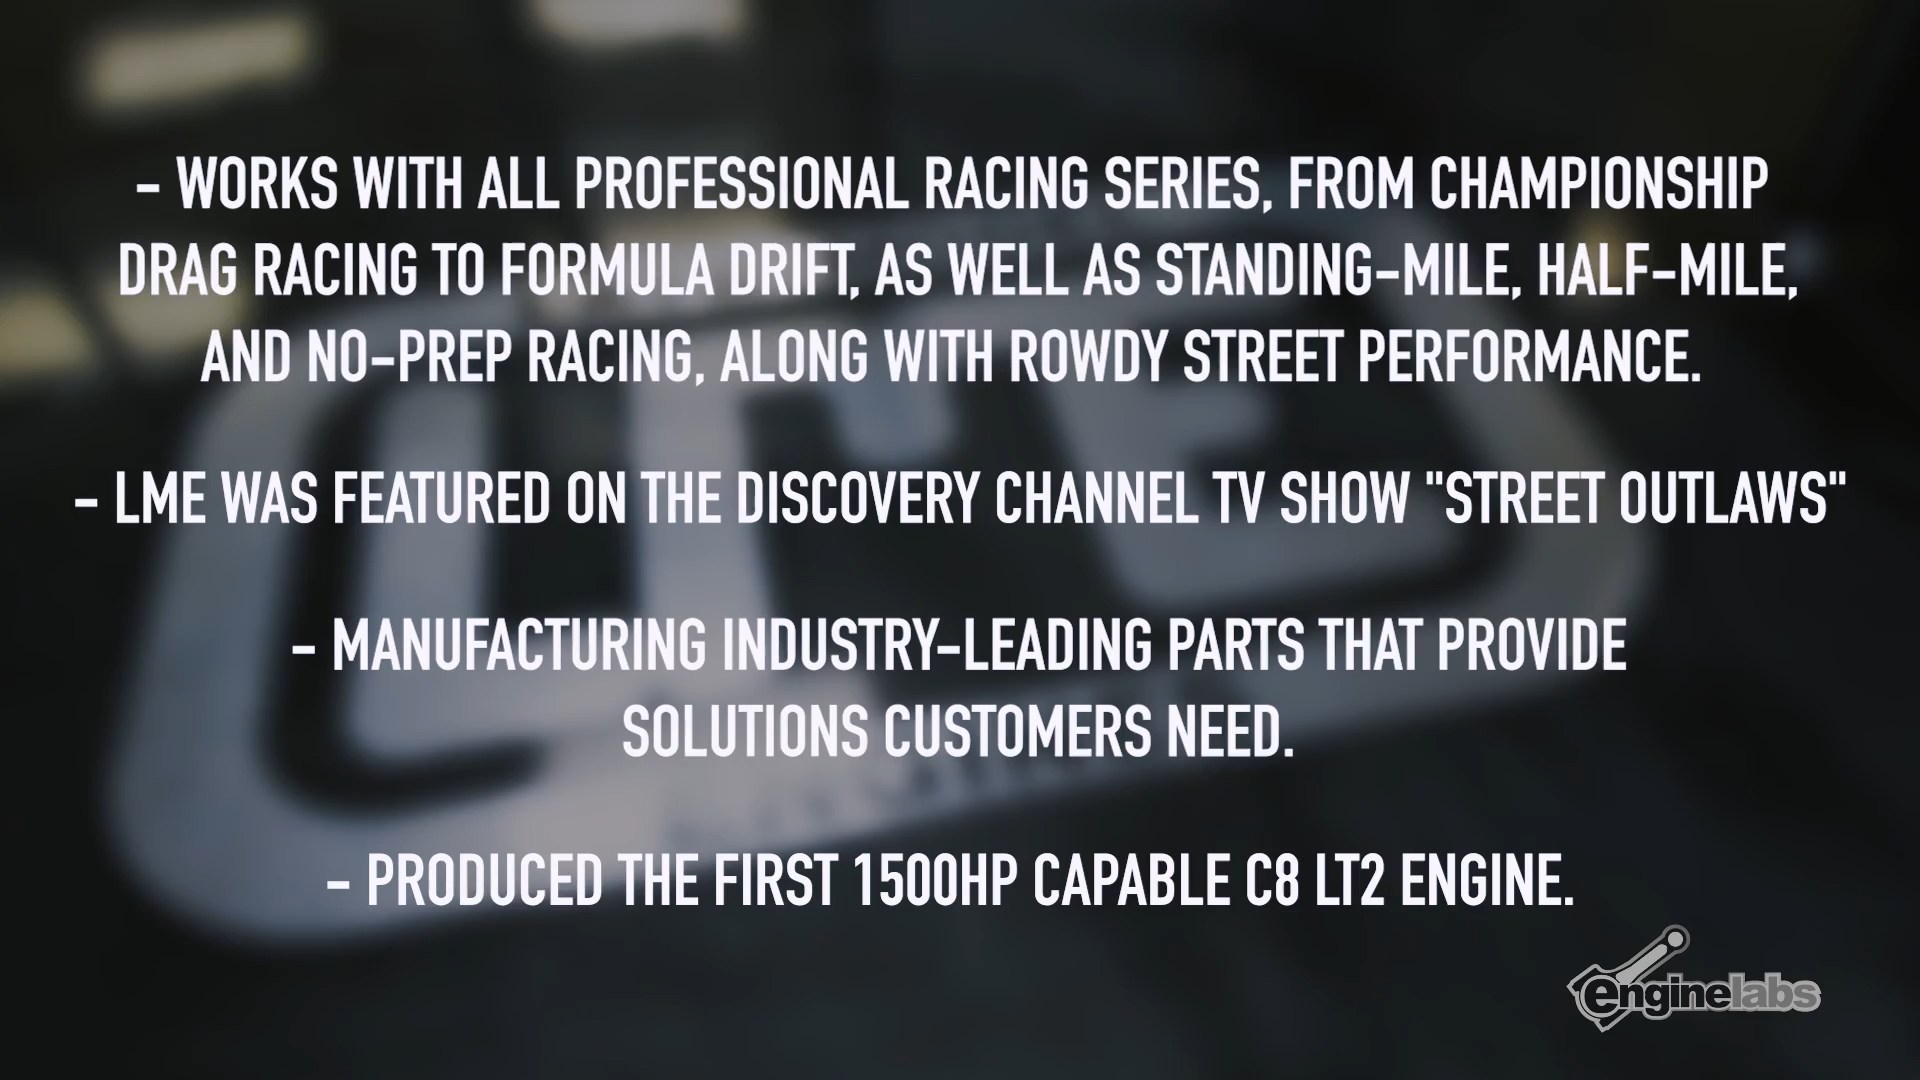 - WORKS WITH ALL PROFESSIONAL RACING SERIES, FROM CHAMPIONSHIP
DRAG RACING TO FORMULA DRIFT, AS WELL AS STANDING-MILE, HALF-MILE,
AND NO-PREP RACING, ALONG WITH ROWDY STREET PERFORMANCE.
- LME WAS FEATURED ON THE DISCOVERY CHANNEL TV SHOW "STREET OUTLAWS"
- MANUFACTURING INDUSTRY-LEADING PARTS THAT PROVIDE
SOLUTIONS CUSTOMERS NEED.
- PRODUCED THE FIRST 1500HP CAPABLE C8 LT2 ENGINE.
enginelabs